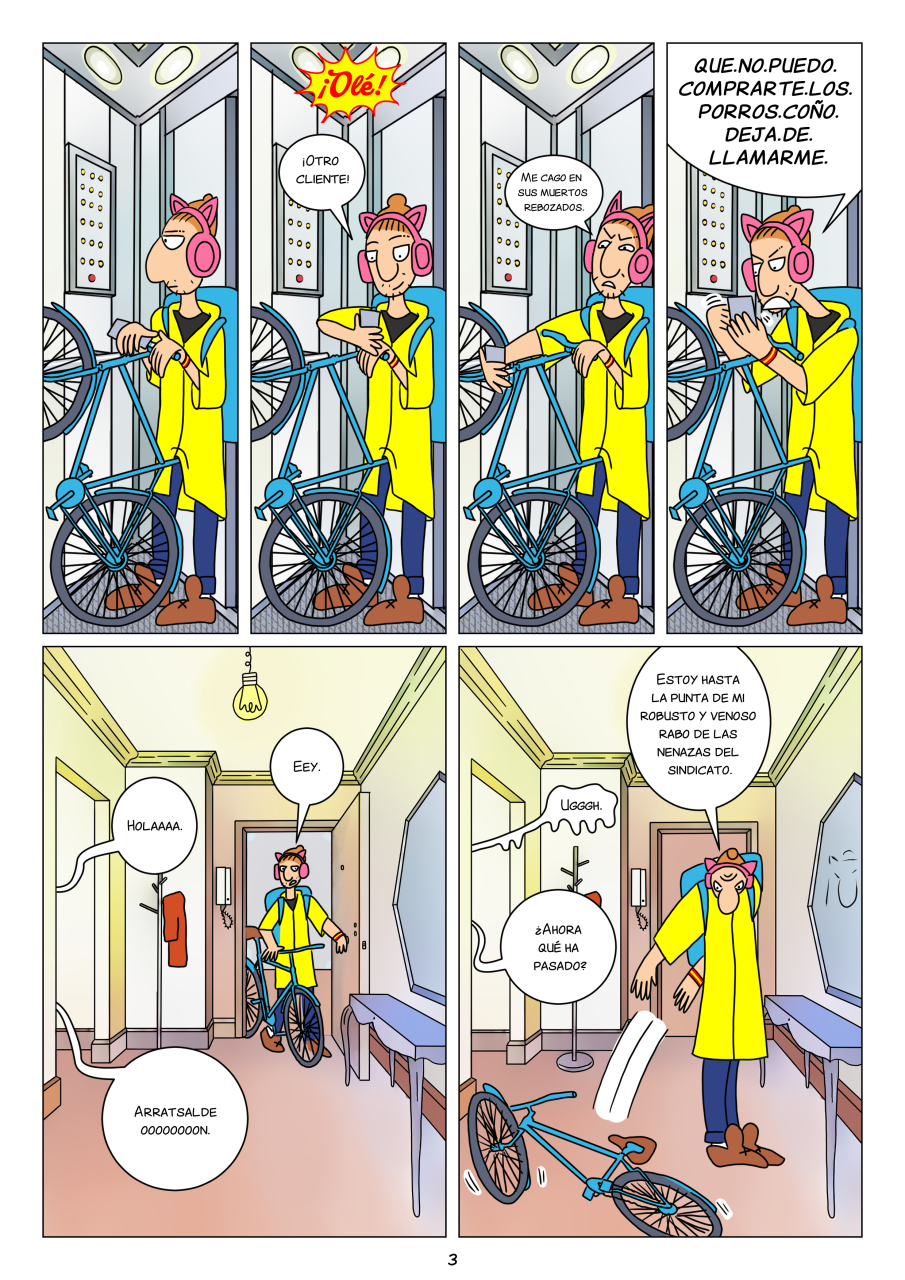 ¡Olé!
¡Otro
cliente!
Me cago en
sus muertos
rebozados.
QUE.NO.PUEDO.
COMPRARTE.LOS.
PORROS.COÑO.
DEJA.DE.
LLAMARME.
Eey.
Holaaaa.
Arratsalde
oooooooon.
Estoy hasta
la punta de mi
robusto y venoso
rabo de las
nenazas del
sindicato.
Ugggh.
¿Ahora
qué ha
pasado?
3